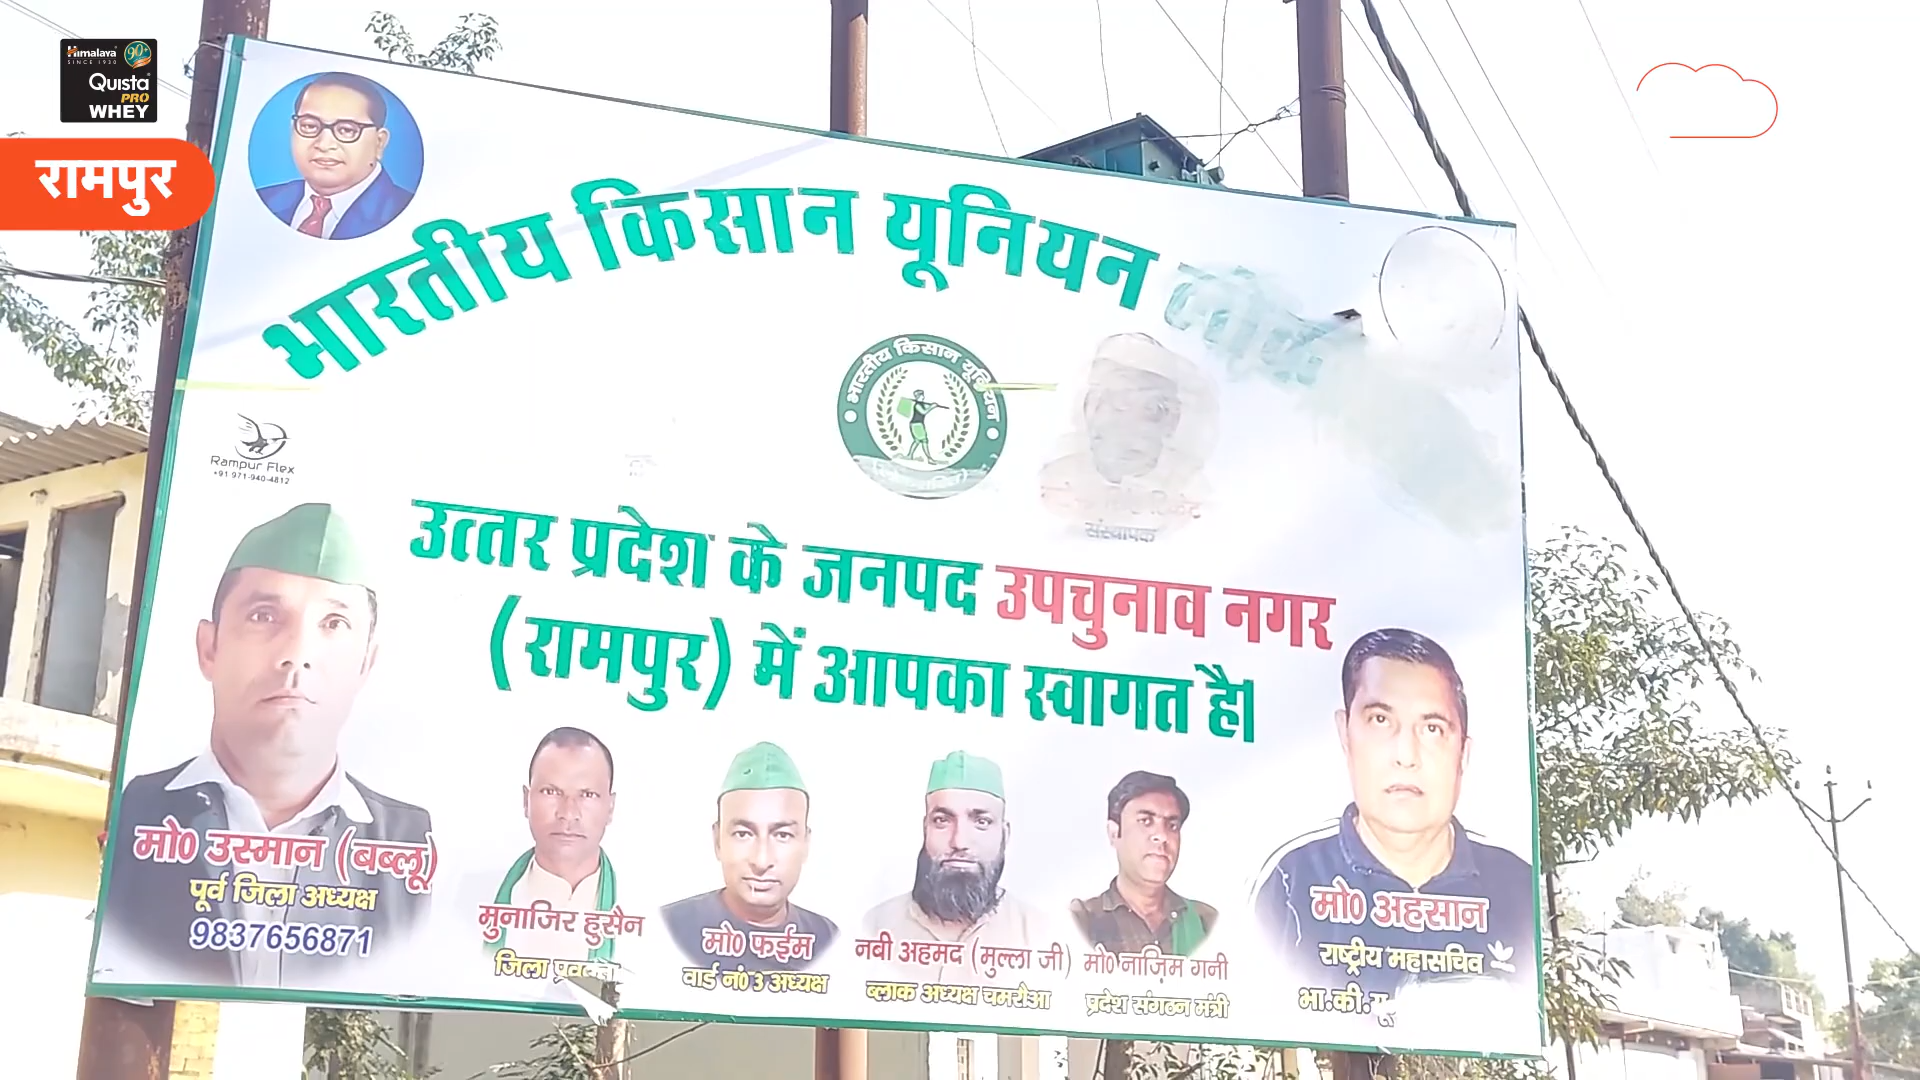 Himalaya
SINCE 1930
90+
Quista
PRO
WHEY
रामपुर
भारतीय किसान यूनियन
भारतीय किसान यूनियन
Rampur Flex
+91 971-940-4812
संस्थापक
उत्तर प्रदेश के जनपद उपचुनाव नगर
(रामपुर) में आपका स्वागत है।
मो0 उस्मान (बब्लू)
पूर्व जिला अध्यक्ष
9837656871
मुनाजिर हुसैन
जिला
मो0 फईम
वार्ड नं0 3 अध्यक्ष
नबी अहमद (मुल्ला जी)
ब्लाक अध्यक्ष चमरौआ
मो0 नाज़िम गनी
प्रदेश संगठन मंत्री
मो0 अहसान
राष्ट्रीय महासचिव
भा.की.यू